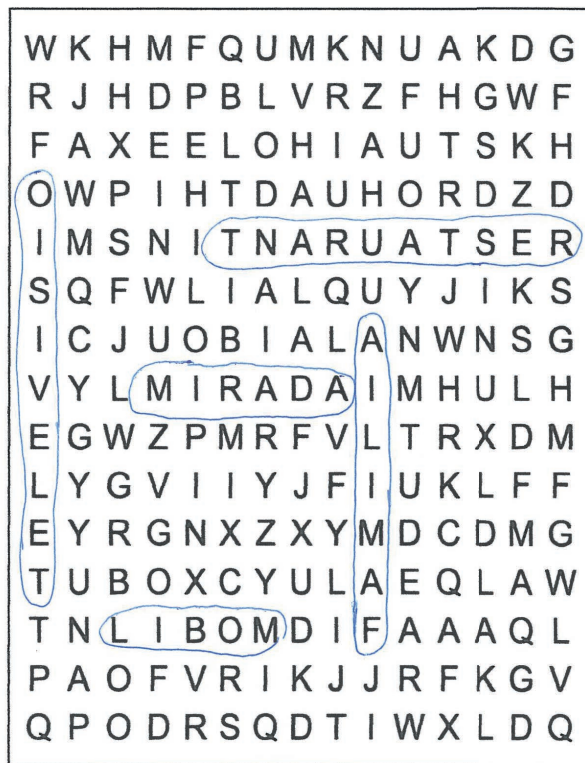 W K H M F Q U M K N U A K D G
R J H D P B L V R Z F H G W F
F A X E E L O H I A U T S K H
O W P I H T D A U H O R D Z D
I M S N I T N A R U A T S E R
S Q F W L I A L Q U Y J I K S
I C J U O B I A L A N W N S G
V Y L M I R A D A I M H U L H
E G W Z P M R F V L T R X D M
L Y G V I I Y J F I U K L F F
E Y R G N X Z X Y M D C D M G
T U B O X C Y U L A E Q L A W
T N L I B O M D I F A A A Q L
P A O F V R I K J J R F K G V
Q P O D R S Q D T I W X L D Q